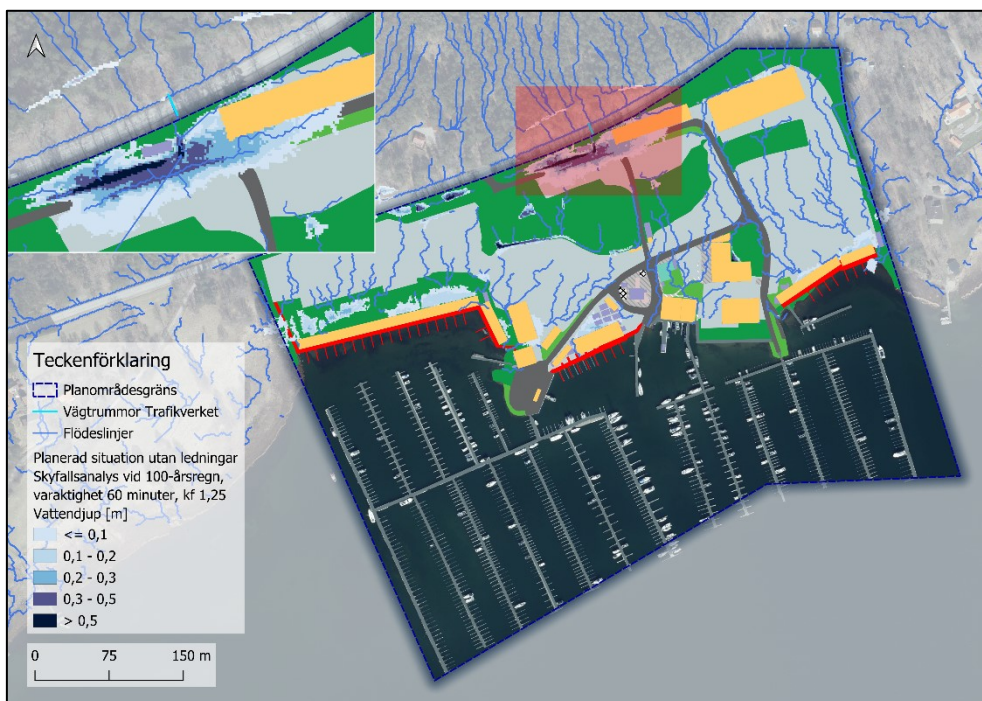 Teckenförklaring
Planområdesgräns
Vägtrummor Trafikverket
Flödeslinjer
Planerad situation utan ledningar
Skyfallsanalys vid 100-årsregn,
varaktighet 60 minuter, kf 1,25
Vattendjup [m]
<= 0,1
0,1 - 0,2
0,2 - 0,3
0,3 - 0,5
> 0,5
0 75 150 m